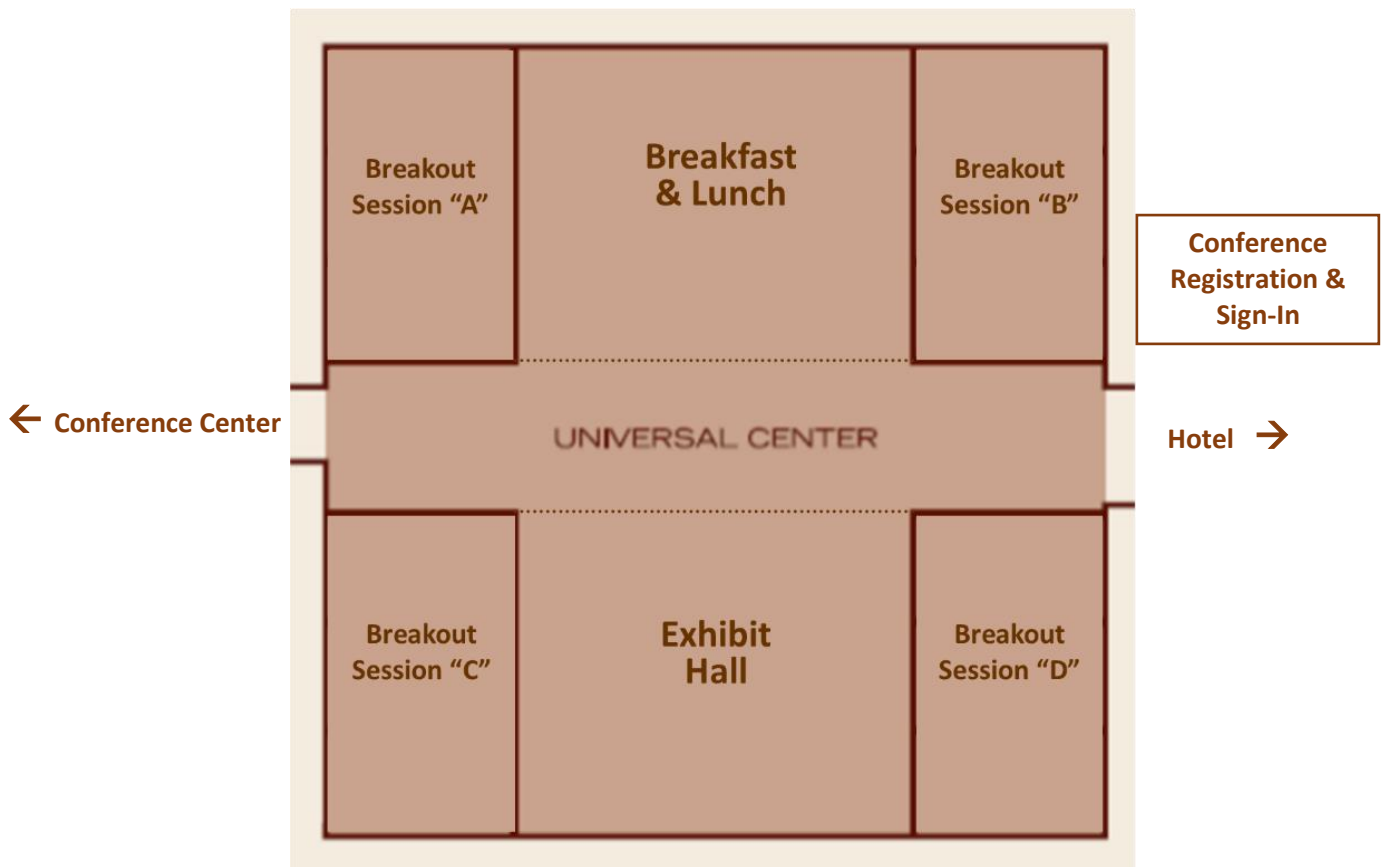 Breakout
Session “A”
Breakfast
& Lunch
Breakout
Session “B”
Conference
Registration &
Sign-In
← Conference Center
UNIVERSAL CENTER
Hotel →
Breakout
Session “C”
Exhibit
Hall
Breakout
Session “D”